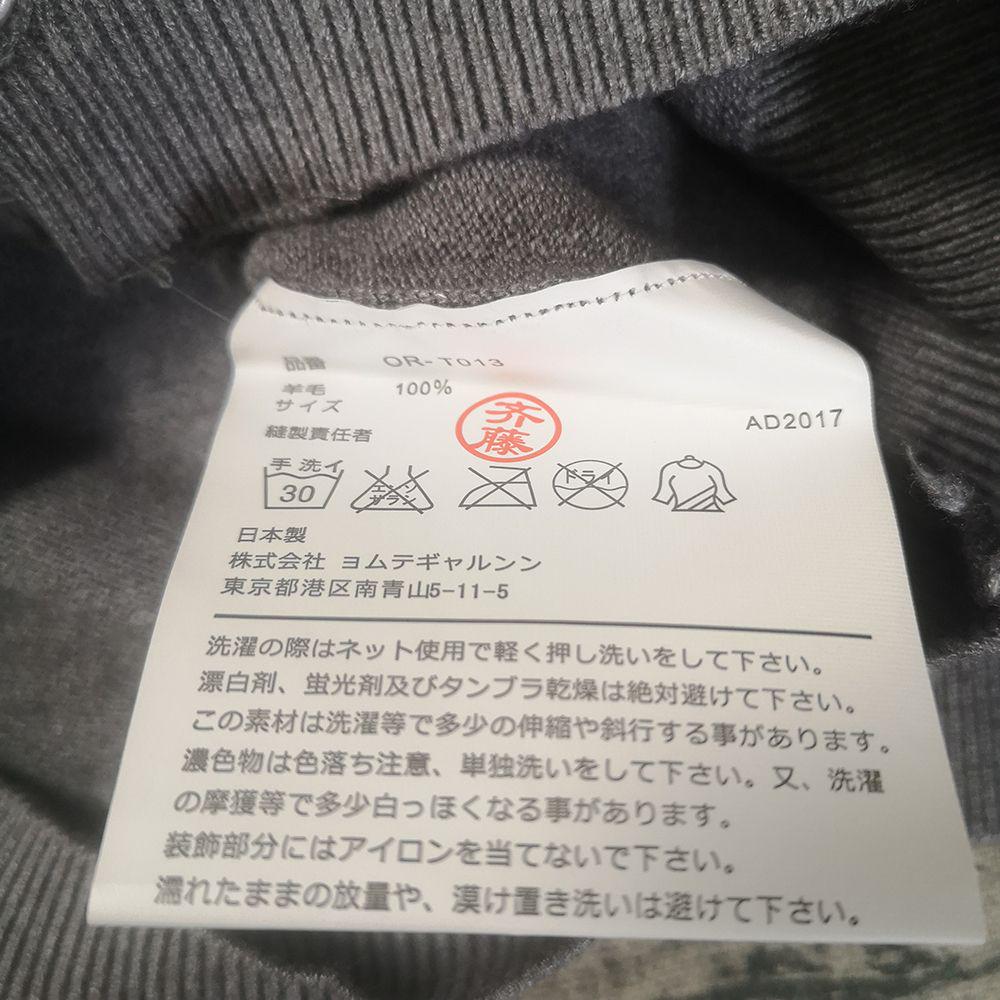 品番 OR-T013
羊毛 100%
サイズ
AD2017
縫製責任者 斉藤
手洗イ 30 エンソ サラシ ドライ
日本製
株式会社 ヨムテギャルンン
東京都港区南青山5-11-5
洗濯の際はネット使用で軽く押し洗いをして下さい。
漂白剤、蛍光剤及びタンブラ乾燥は絶対避けて下さい。
この素材は洗濯等で多少の伸縮や斜行する事があります。
濃色物は色落ち注意、単独洗いをして下さい。又、洗濯
の摩獲等で多少白っほくなる事があります。
装飾部分にはアイロンを当てないで下さい。
濡れたままの放量や、漠け置き洗いは避けて下さい。